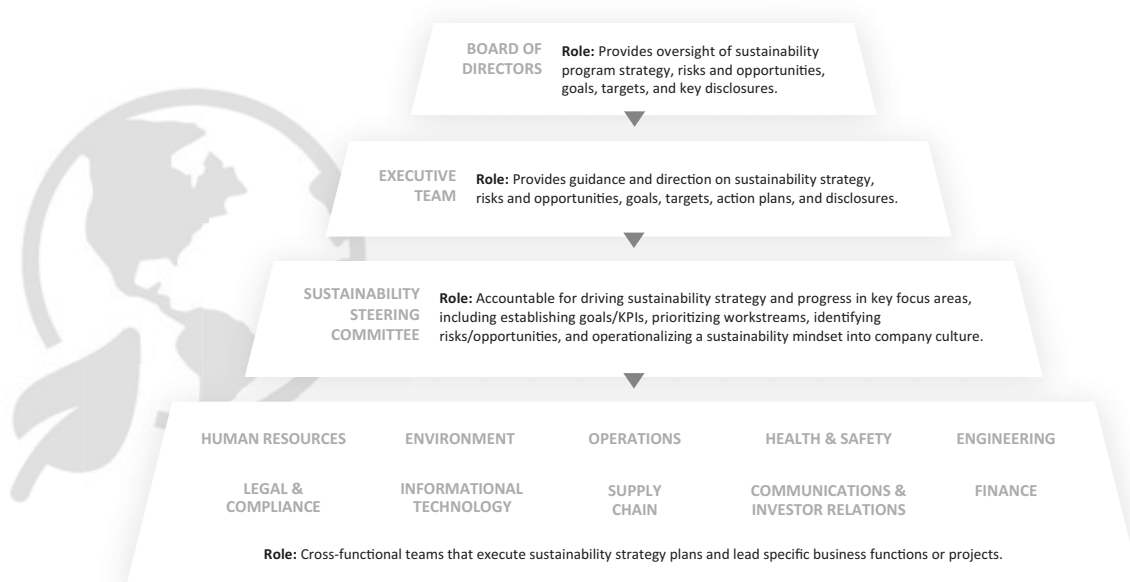 BOARD OF
DIRECTORS
Role: Provides oversight of sustainability
program strategy, risks and opportunities,
goals, targets, and key disclosures.
EXECUTIVE
TEAM
Role: Provides guidance and direction on sustainability strategy,
risks and opportunities, goals, targets, action plans, and disclosures.
SUSTAINABILITY
STEERING
COMMITTEE
Role: Accountable for driving sustainability strategy and progress in key focus areas,
including establishing goals/KPIs, prioritizing workstreams, identifying
risks/opportunities, and operationalizing a sustainability mindset into company culture.
HUMAN RESOURCES
ENVIRONMENT
OPERATIONS
HEALTH & SAFETY
ENGINEERING
LEGAL &
COMPLIANCE
INFORMATIONAL
TECHNOLOGY
SUPPLY
CHAIN
COMMUNICATIONS &
INVESTOR RELATIONS
FINANCE
Role: Cross-functional teams that execute sustainability strategy plans and lead specific business functions or projects.